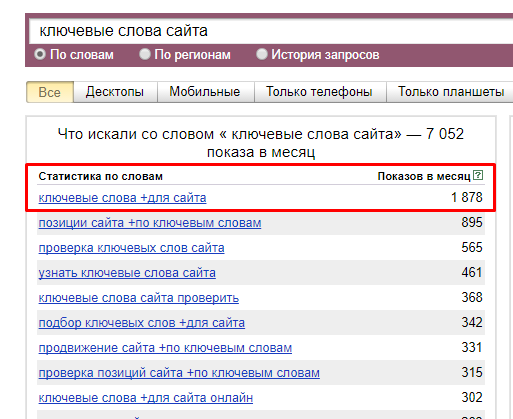 ключевые слова сайта
По словам По регионам История запросов
Все Десктопы Мобильные Только телефоны Только планшеты
Что искали со словом « ключевые слова сайта» — 7 052
показа в месяц
Статистика по словам Показов в месяц ?
ключевые слова +для сайта 1 878
позиции сайта +по ключевым словам 895
проверка ключевых слов сайта 565
узнать ключевые слова сайта 461
ключевые слова сайта проверить 368
подбор ключевых слов +для сайта 342
продвижение сайта +по ключевым словам 331
проверка позиций сайта +по ключевым словам 315
ключевые слова +для сайта онлайн 302